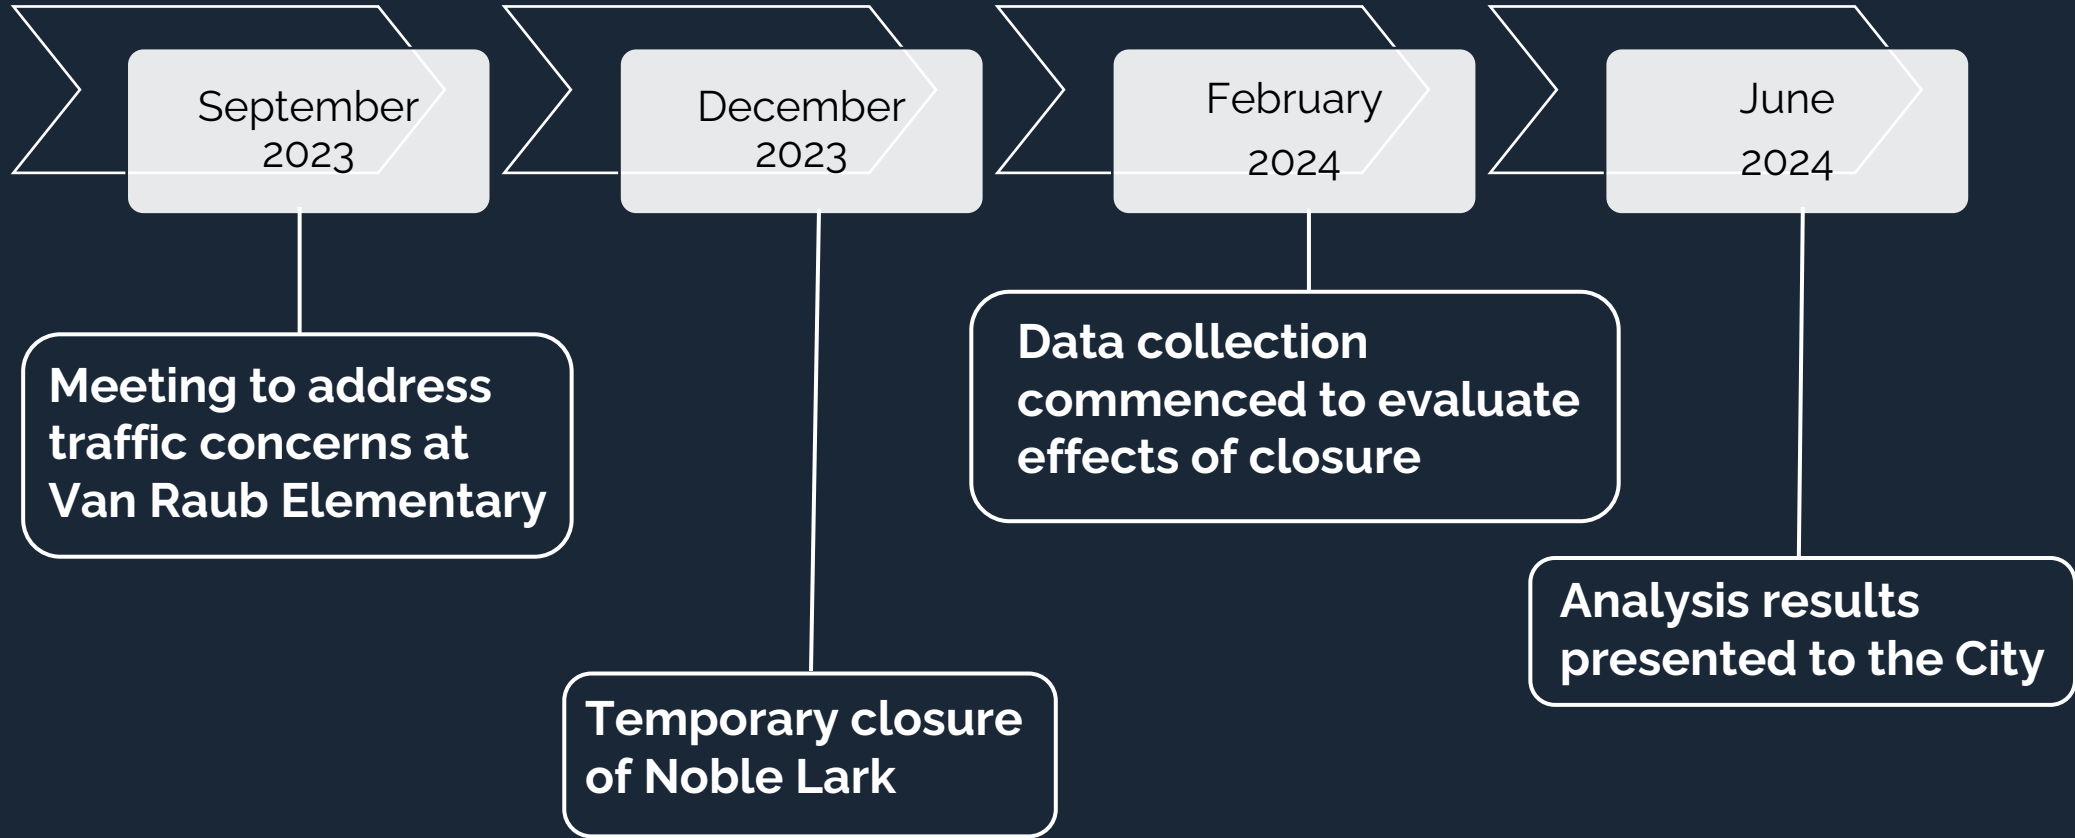 September
2023
December
2023
February
2024
June
2024
Meeting to address
traffic concerns at
Van Raub Elementary
Temporary closure
of Noble Lark
Data collection
commenced to evaluate
effects of closure
Analysis results
presented to the City